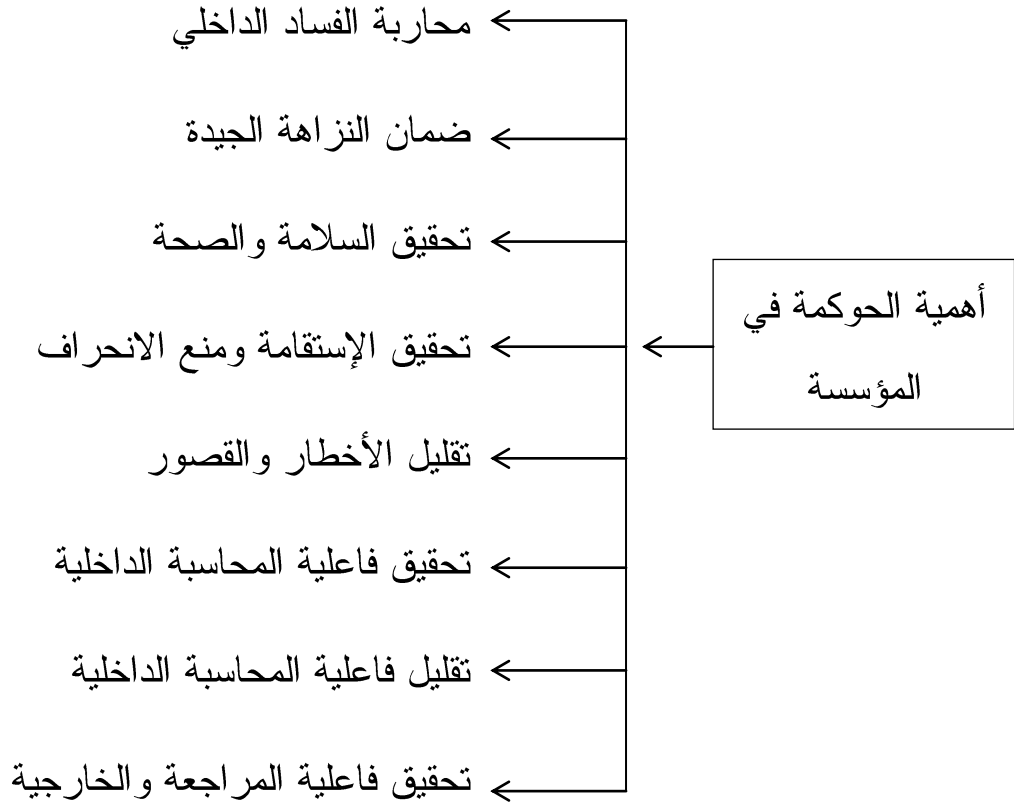 أهمية الحوكمة في
المؤسسة
محاربة الفساد الداخلي
ضمان النزاهة الجيدة
تحقيق السلامة والصحة
تحقيق الإستقامة ومنع الانحراف
تقليل الأخطار والقصور
تحقيق فاعلية المحاسبة الداخلية
تقليل فاعلية المحاسبة الداخلية
تحقيق فاعلية المراجعة والخارجية